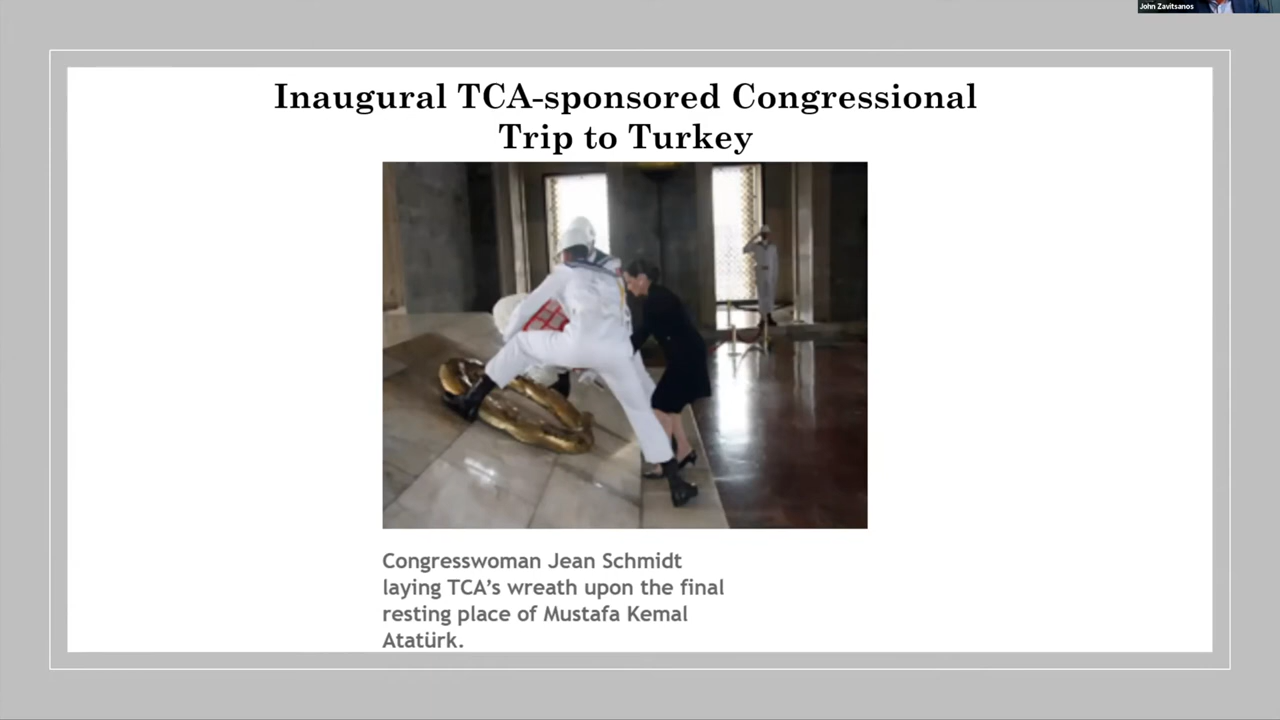 John Zavitsanos
Inaugural TCA-sponsored Congressional
Trip to Turkey
Congresswoman Jean Schmidt
laying TCA's wreath upon the final
resting place of Mustafa Kemal
Atatürk.